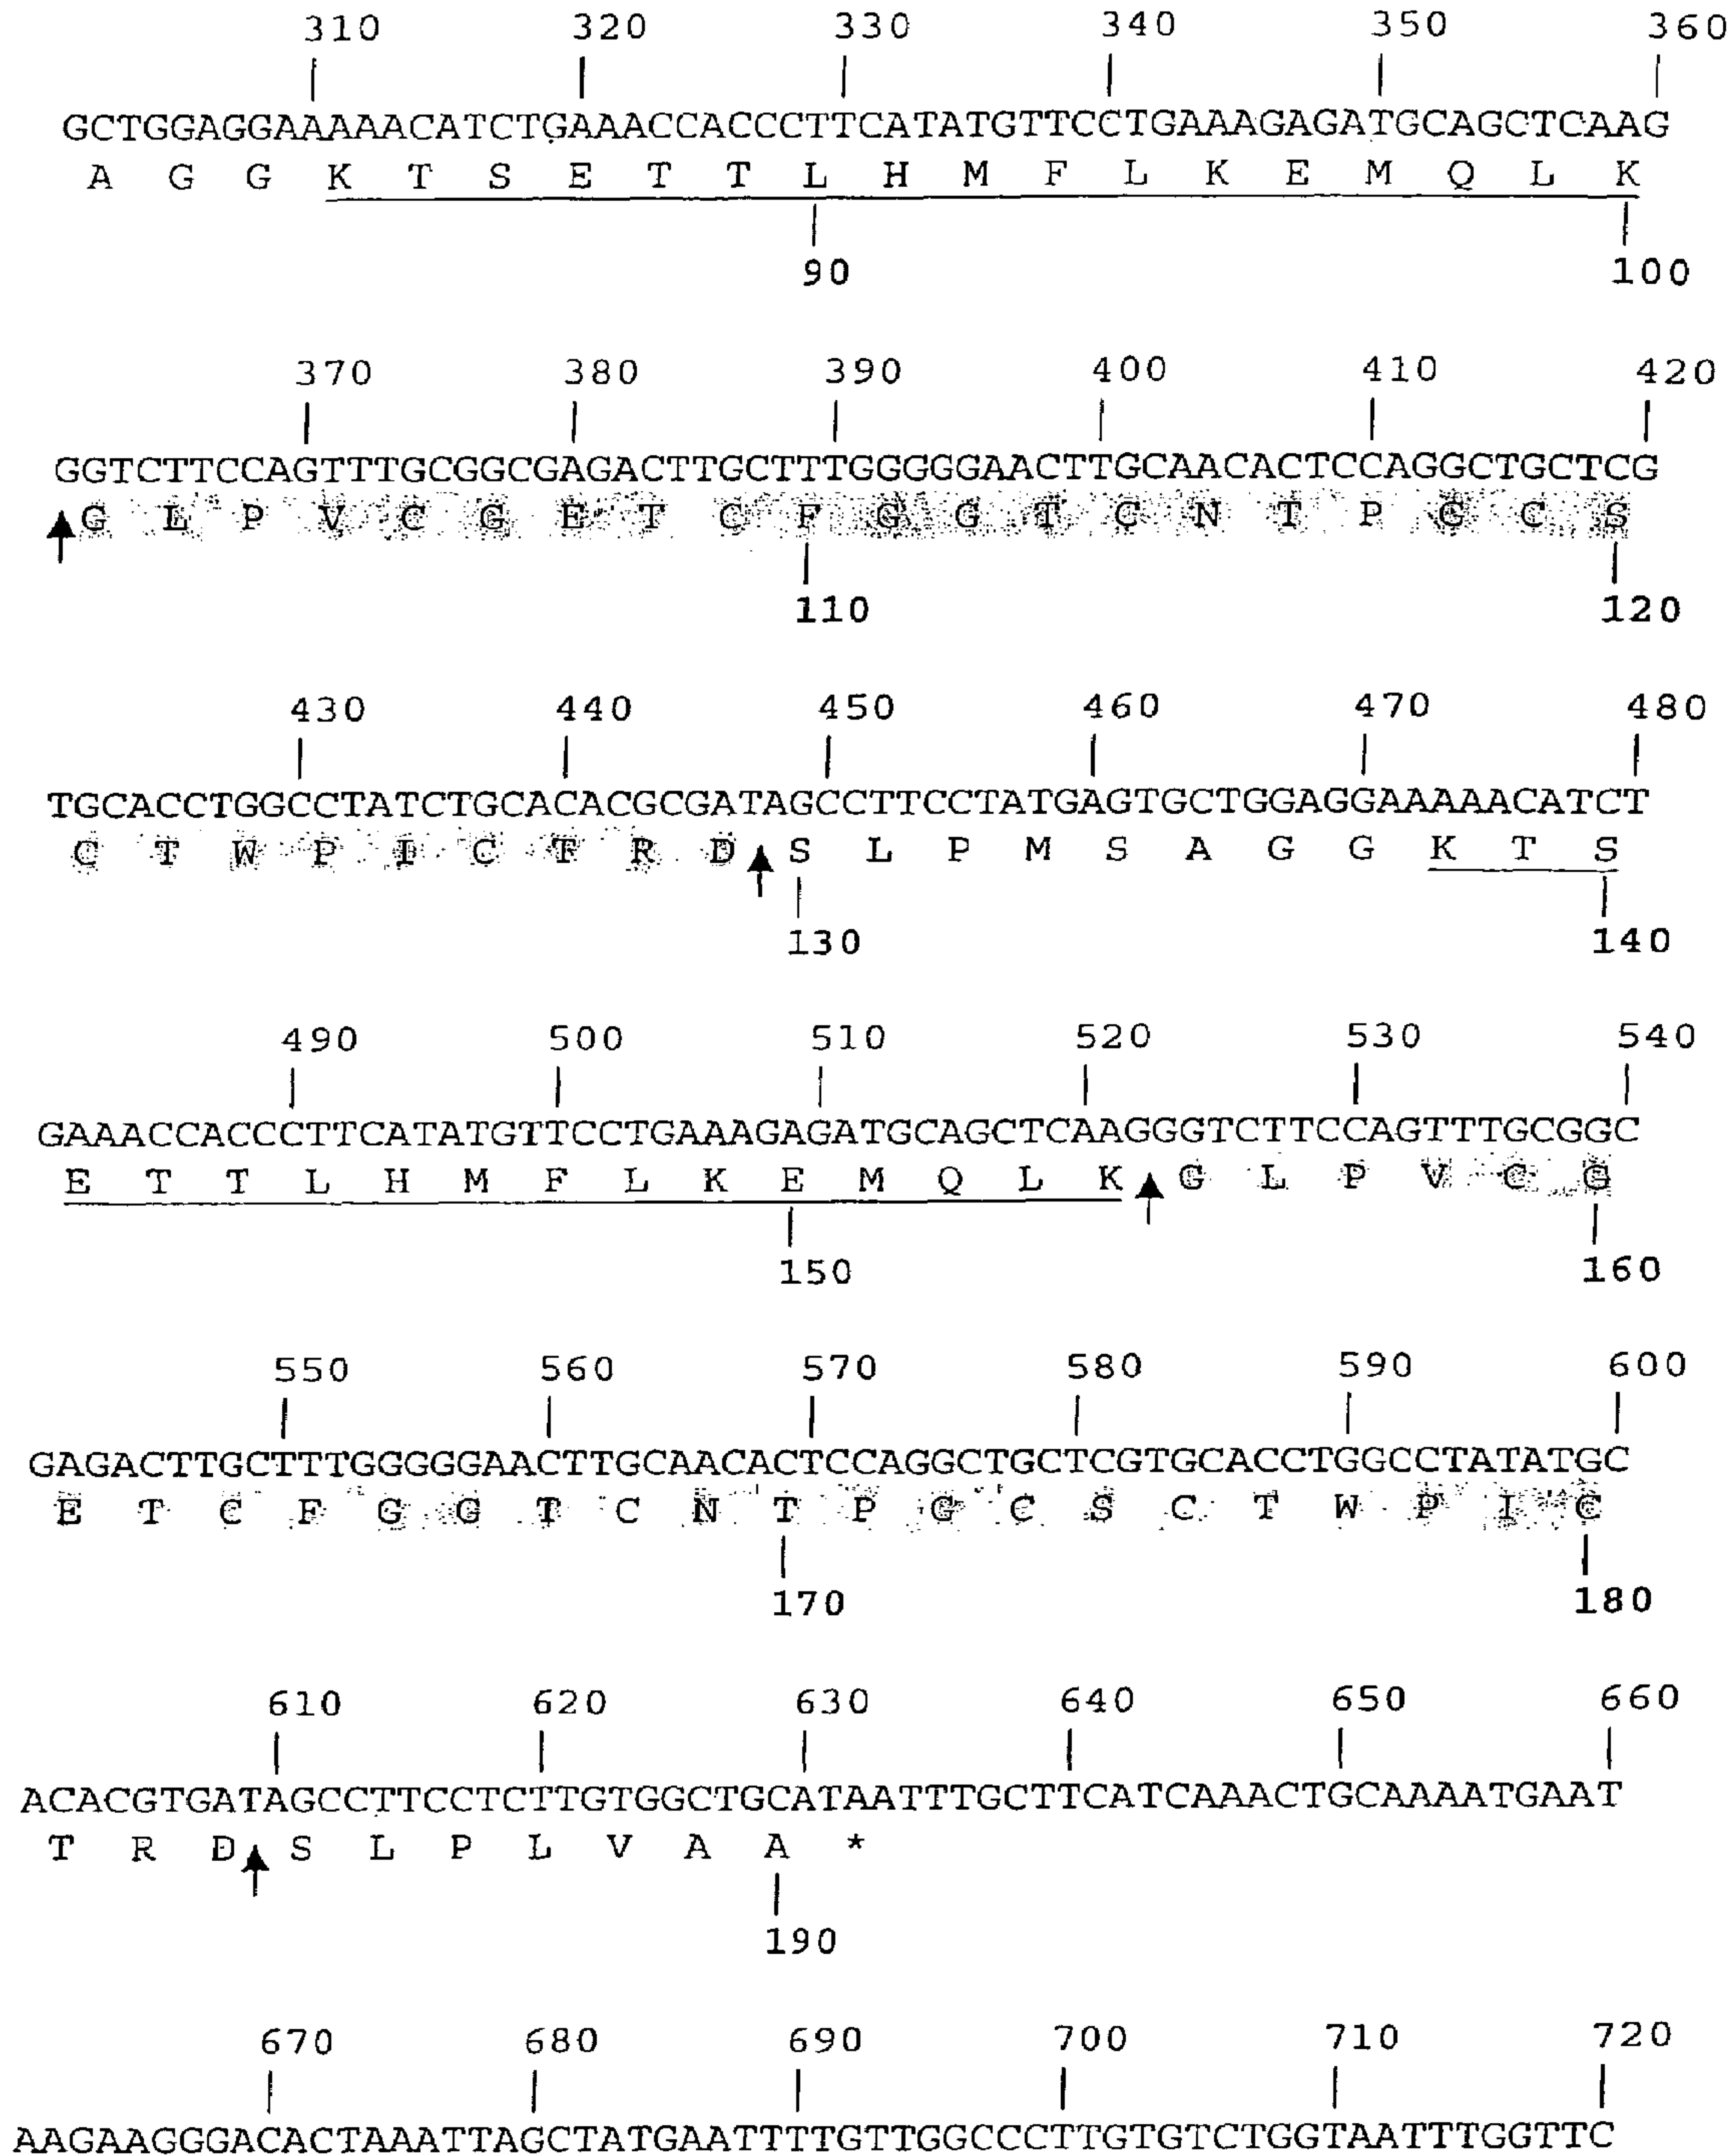 310 320 330 340 350 360
GCTGGAGGAAAAACATCTGAAACCACCCTTCATATGTTCCTGAAAGAGATGCAGCTCAAG
A G G K T S E T T L H M F L K E M Q L K
90 100
370 380 390 400 410 420
GGTCTTCCAGTTTGCGGCGAGACTTGCTTTGGGGGAACTTGCAACACTCCAGGCTGCTCG
G L P V C G E T C F G G T C N T P G C S
110 120
430 440 450 460 470 480
TGCACCTGGCCTATCTGCACACGCGATAGCCTTCCTATGAGTGCTGGAGGAAAAACATCT
C T W P I C T R D S L P M S A G G K T S
130 140
490 500 510 520 530 540
GAAACCACCCTTCATATGTTCCTGAAAGAGATGCAGCTCAAGGGTCTTCCAGTTTGCGGC
E T T L H M F L K E M Q L K G L P V C G
150 160
550 560 570 580 590 600
GAGACTTGCTTTGGGGGAACTTGCAACACTCCAGGCTGCTCGTGCACCTGGCCTATATGC
E T C F G G T C N T P G C S C T W P I C
170 180
610 620 630 640 650 660
ACACGTGATAGCCTTCCTCTTGTGGCTGCATAATTTGCTTCATCAAACTGCAAAATGAAT
T R D S L P L V A A *
190
670 680 690 700 710 720
AAGAAGGGACACTAAATTAGCTATGAATTTTGTTGGCCCTTGTGTCTGGTAATTTGGTTC